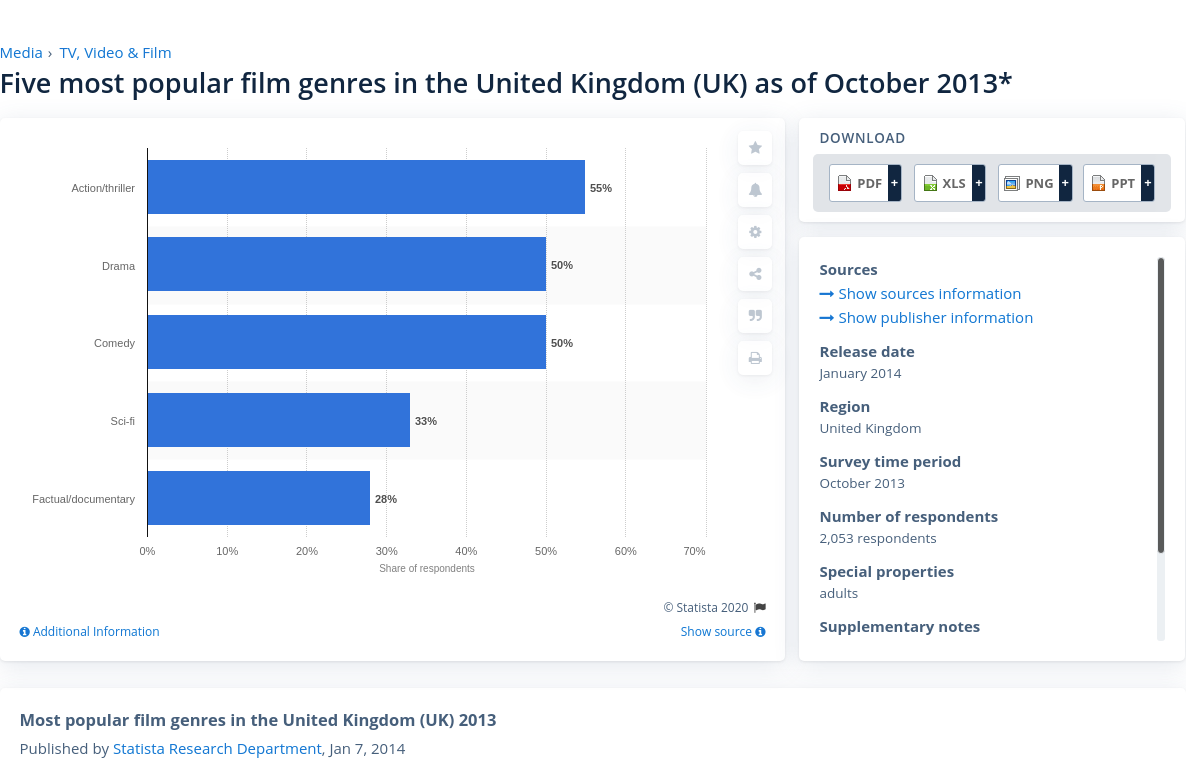 Media › TV, Video & Film
Five most popular film genres in the United Kingdom (UK) as of October 2013*
Action/thriller 55%
Drama 50%
Comedy 50%
Sci-fi 33%
Factual/documentary 28%
0% 10% 20% 30% 40% 50% 60% 70%
Share of respondents
© Statista 2020
Additional Information
Show source
DOWNLOAD
PDF + XLS + PNG + PPT +
Sources
Show sources information
Show publisher information
Release date
January 2014
Region
United Kingdom
Survey time period
October 2013
Number of respondents
2,053 respondents
Special properties
adults
Supplementary notes
Most popular film genres in the United Kingdom (UK) 2013
Published by Statista Research Department, Jan 7, 2014